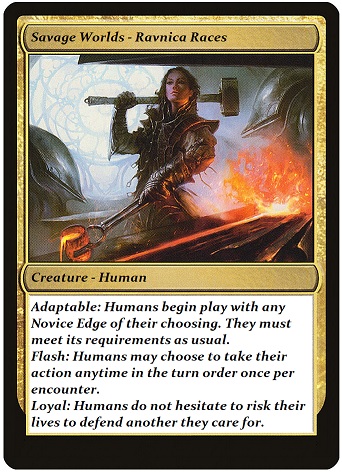 Savage Worlds - Ravnica Races
Creature - Human
Adaptable: Humans begin play with any
Novice Edge of their choosing. They must
meet its requirements as usual.
Flash: Humans may choose to take their
action anytime in the turn order once per
encounter.
Loyal: Humans do not hesitate to risk their
lives to defend another they care for.